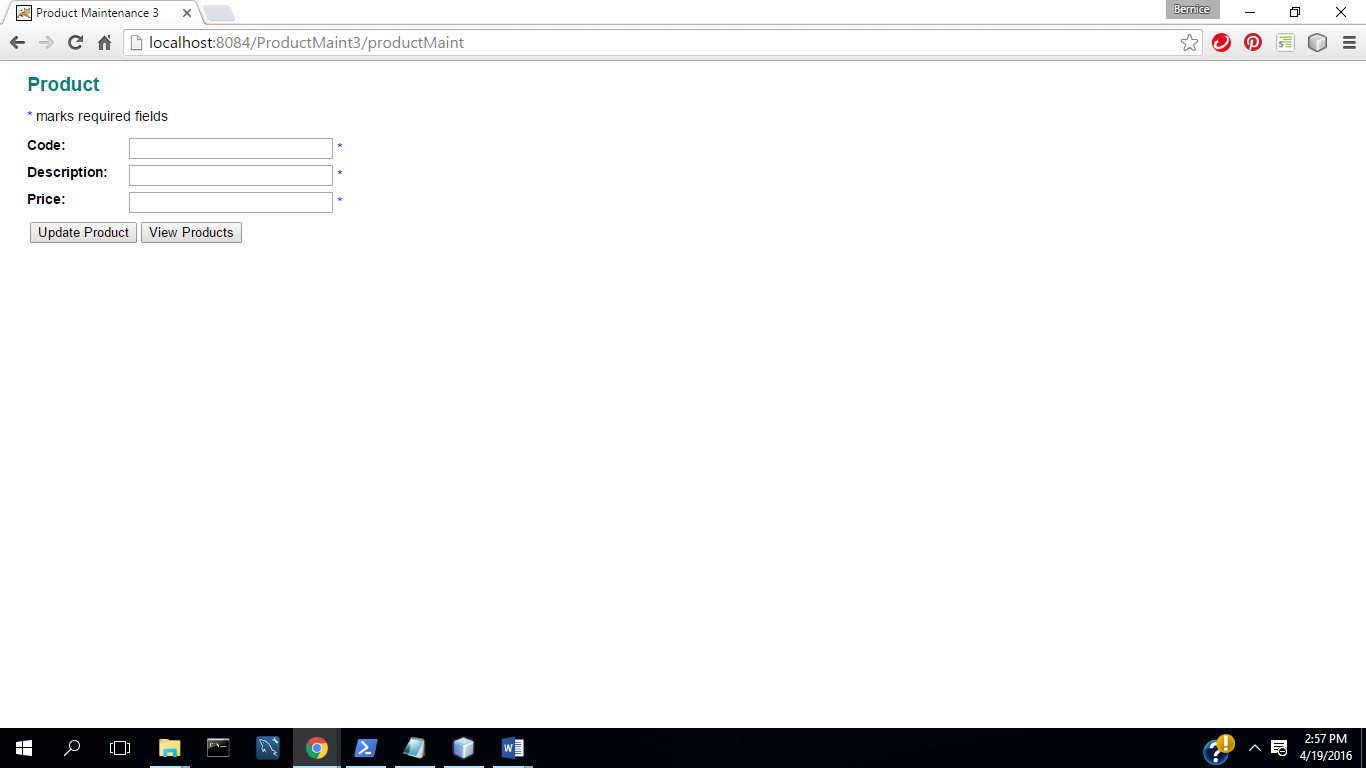 Product Maintenance 3
Bernice
localhost:8084/ProductMaint3/productMaint
Product
* marks required fields
Code: *
Description: *
Price: *
Update Product View Products
2:57 PM
4/19/2016